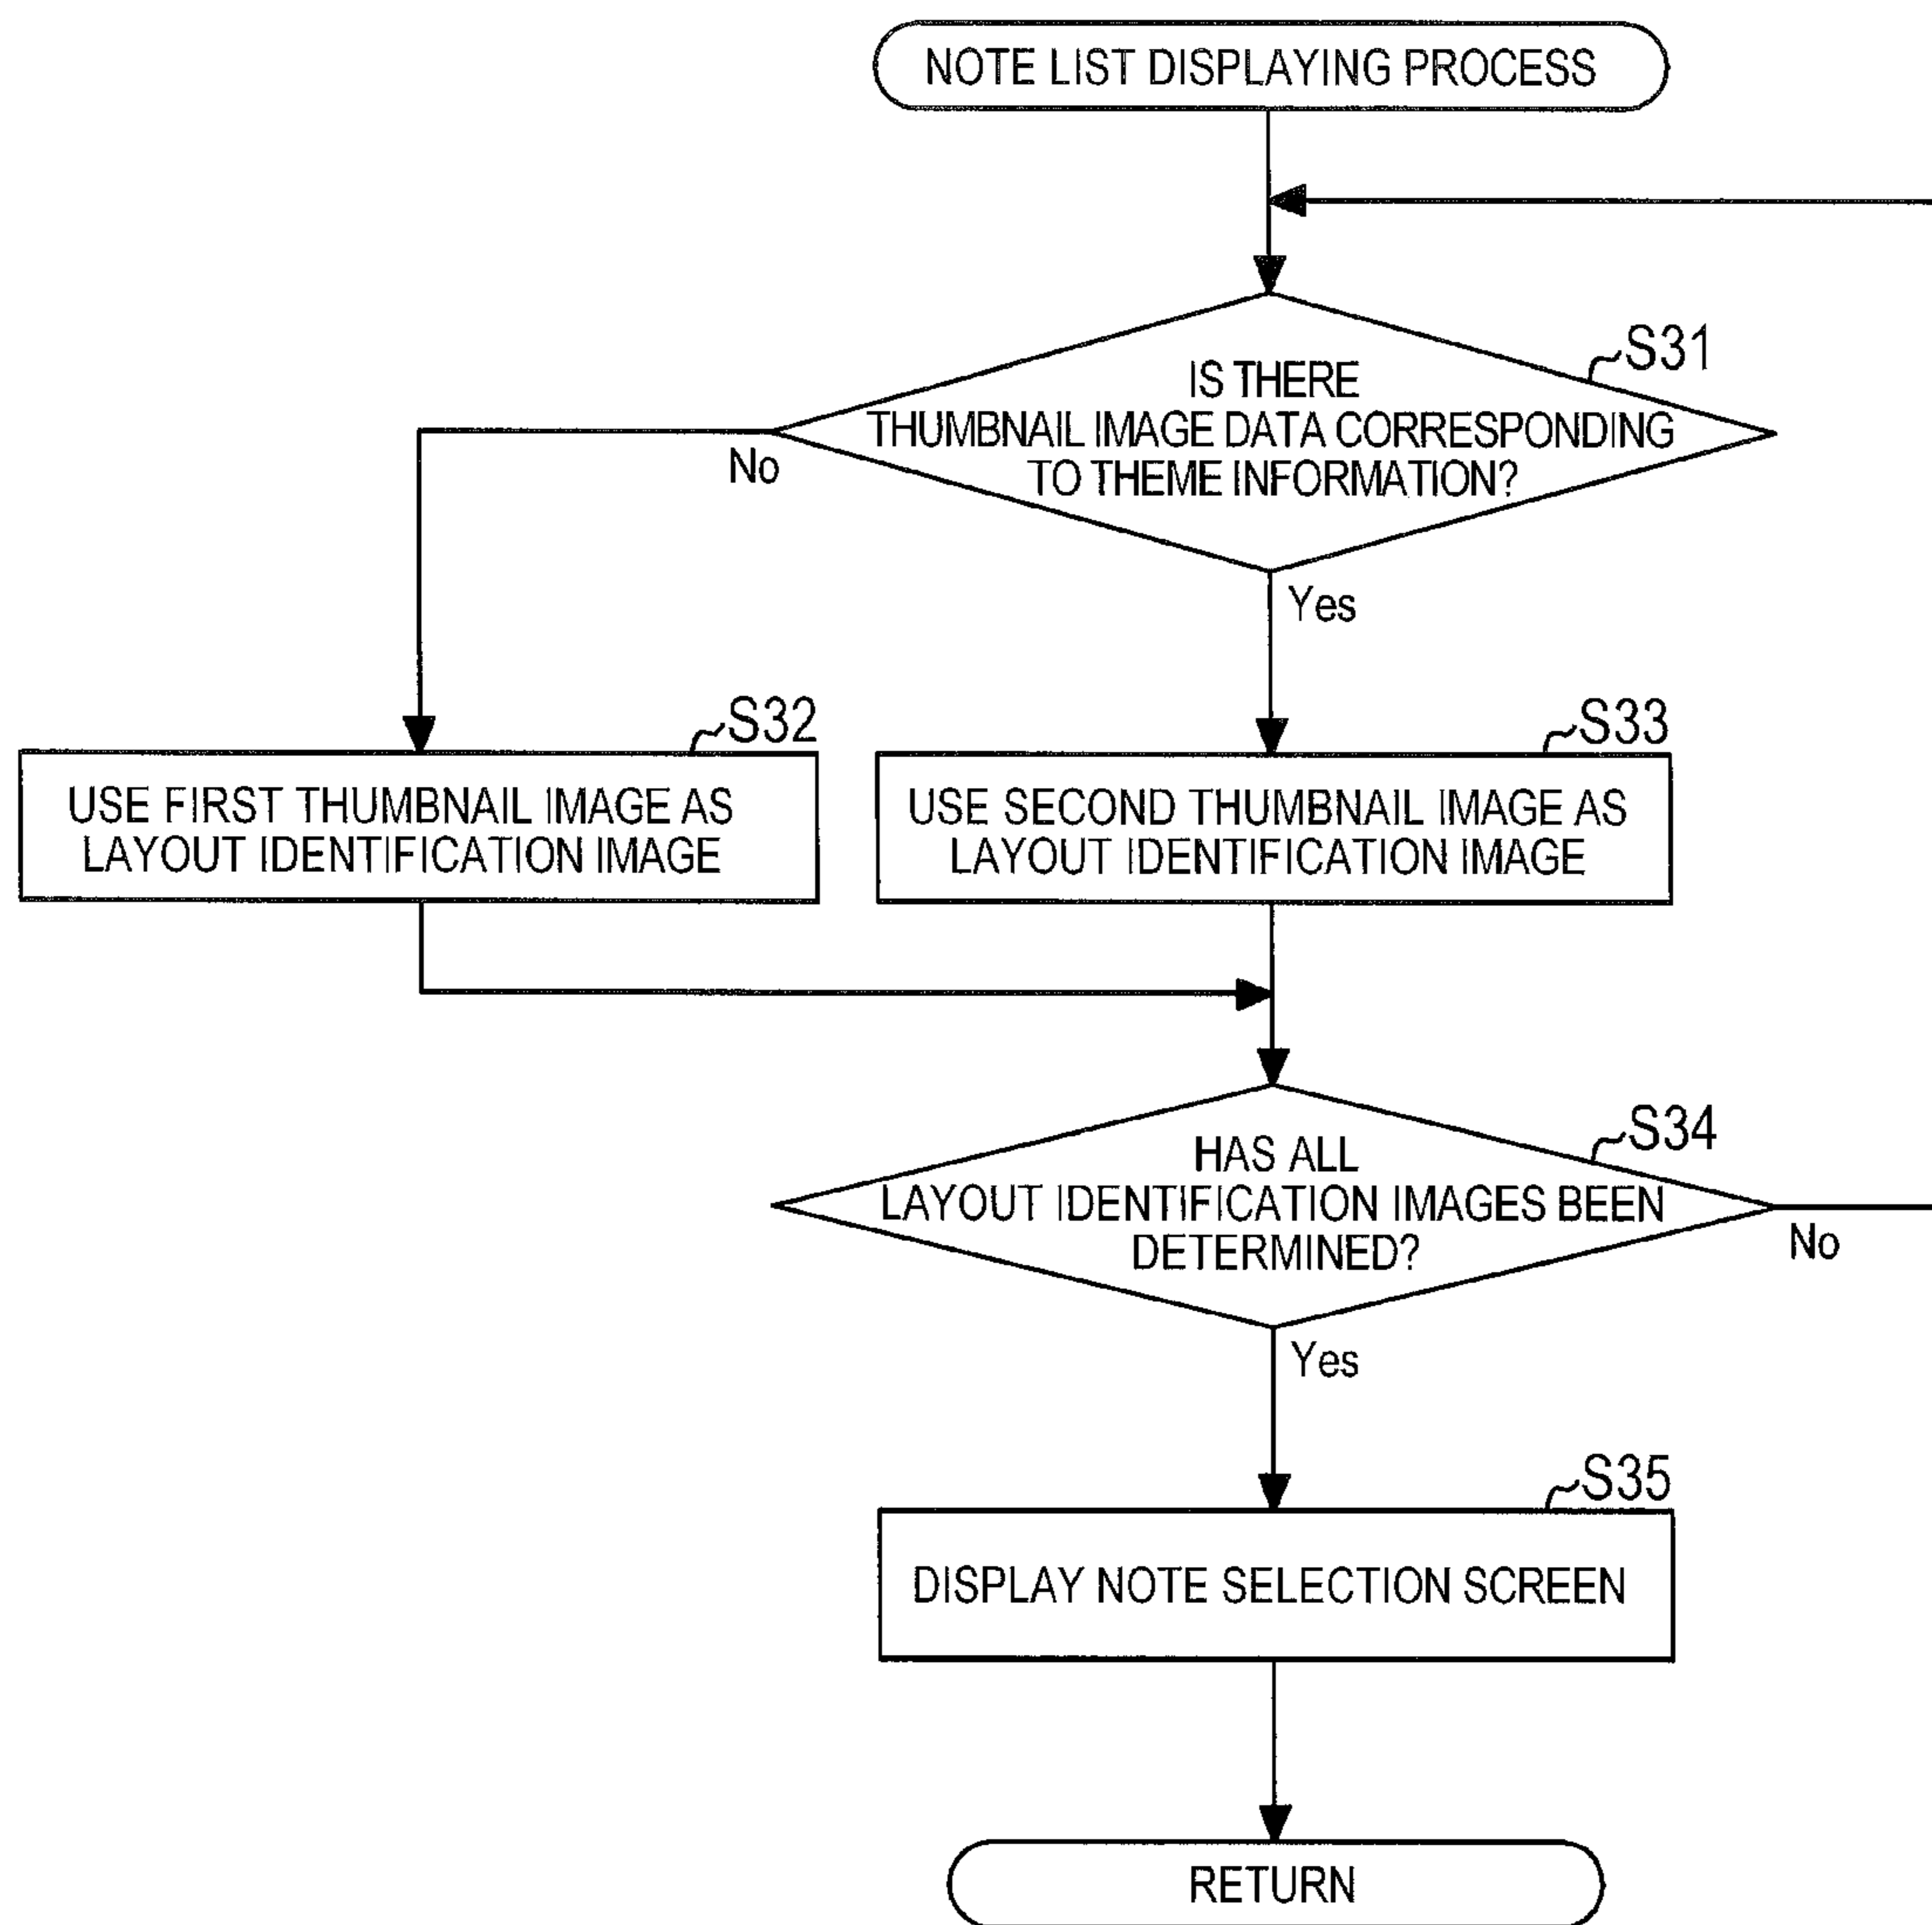 NOTE LIST DISPLAYING PROCESS
S31
IS THERE
THUMBNAIL IMAGE DATA CORRESPONDING
TO THEME INFORMATION?
No
Yes
S32
USE FIRST THUMBNAIL IMAGE AS
LAYOUT IDENTIFICATION IMAGE
S33
USE SECOND THUMBNAIL IMAGE AS
LAYOUT IDENTIFICATION IMAGE
S34
HAS ALL
LAYOUT IDENTIFICATION IMAGES BEEN
DETERMINED?
No
Yes
S35
DISPLAY NOTE SELECTION SCREEN
RETURN